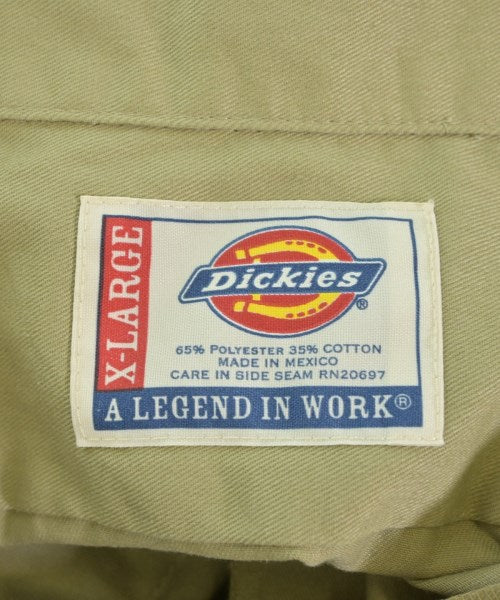 X-LARGE
Dickies®
65% POLYESTER 35% COTTON
MADE IN MEXICO
CARE IN SIDE SEAM RN20697
A LEGEND IN WORK®